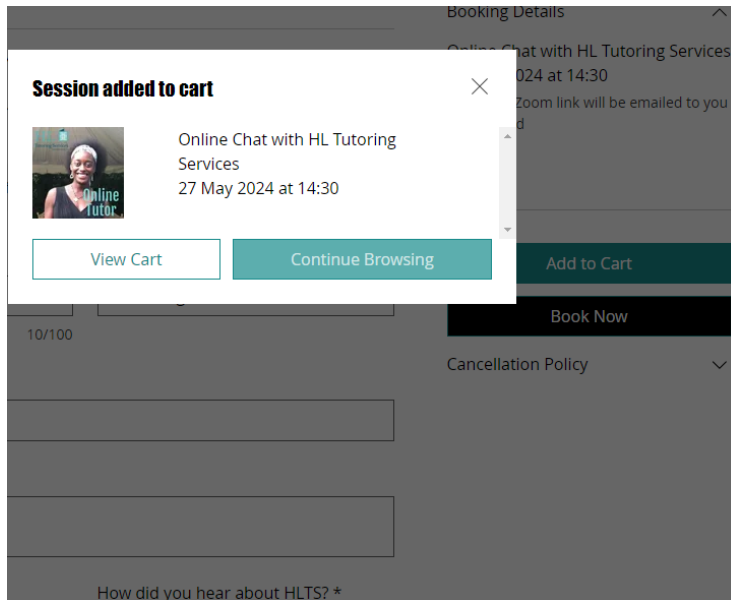 Booking Details
Online Chat with HL Tutoring Services
2024 at 14:30
Zoom link will be emailed to you
d
Session added to cart
Online Chat with HL Tutoring
Services
27 May 2024 at 14:30
Online
Tutor
View Cart
Continue Browsing
Add to Cart
Book Now
10/100
Cancellation Policy
How did you hear about HLTS? *